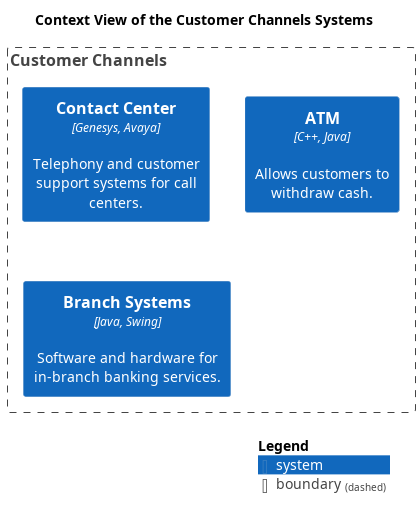 Context View of the Customer Channels Systems
Customer Channels
Contact Center
[Genesys, Avaya]
Telephony and customer
support systems for call
centers.
ATM
[C++, Java]
Allows customers to
withdraw cash.
Branch Systems
[Java, Swing]
Software and hardware for
in-branch banking services.
Legend
system
boundary (dashed)